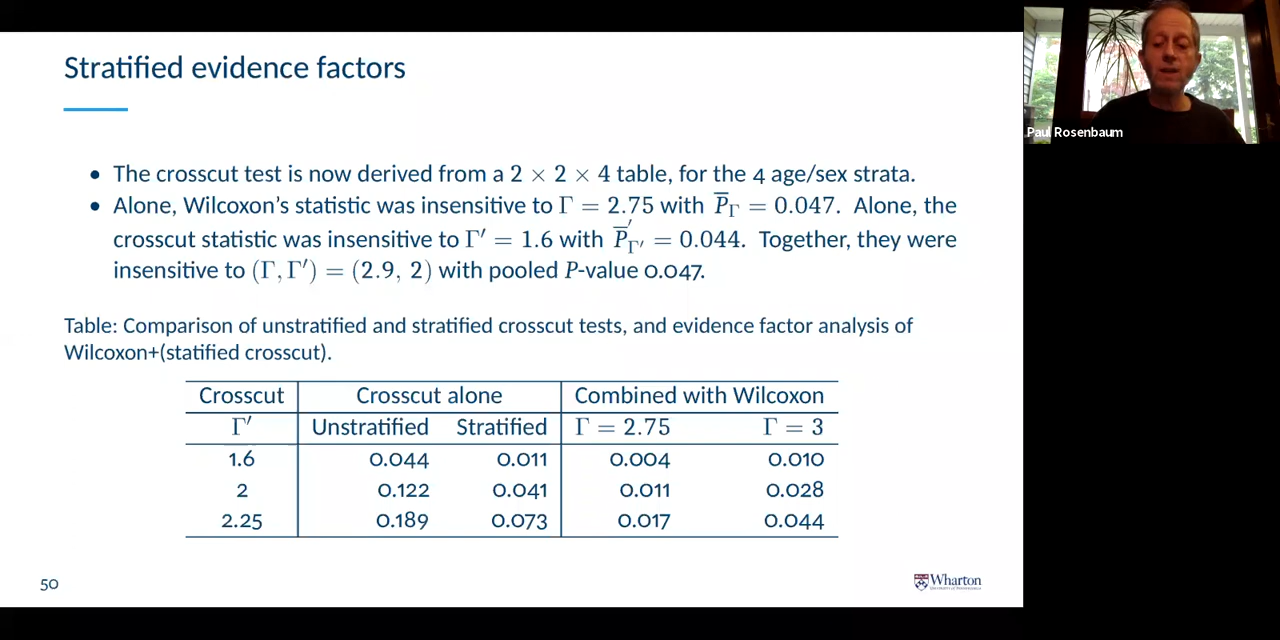 Stratified evidence factors
Paul Rosenbaum
• The crosscut test is now derived from a 2 × 2 × 4 table, for the 4 age/sex strata.
• Alone, Wilcoxon's statistic was insensitive to Γ = 2.75 with P̅_Γ = 0.047. Alone, the
crosscut statistic was insensitive to Γ′ = 1.6 with P̅′_Γ′ = 0.044. Together, they were
insensitive to (Γ, Γ′) = (2.9, 2) with pooled P-value 0.047.
Table: Comparison of unstratified and stratified crosscut tests, and evidence factor analysis of
Wilcoxon+(statified crosscut).
Crosscut Crosscut alone Combined with Wilcoxon
Γ′ Unstratified Stratified Γ = 2.75 Γ = 3
1.6 0.044 0.011 0.004 0.010
2 0.122 0.041 0.011 0.028
2.25 0.189 0.073 0.017 0.044
50
Wharton